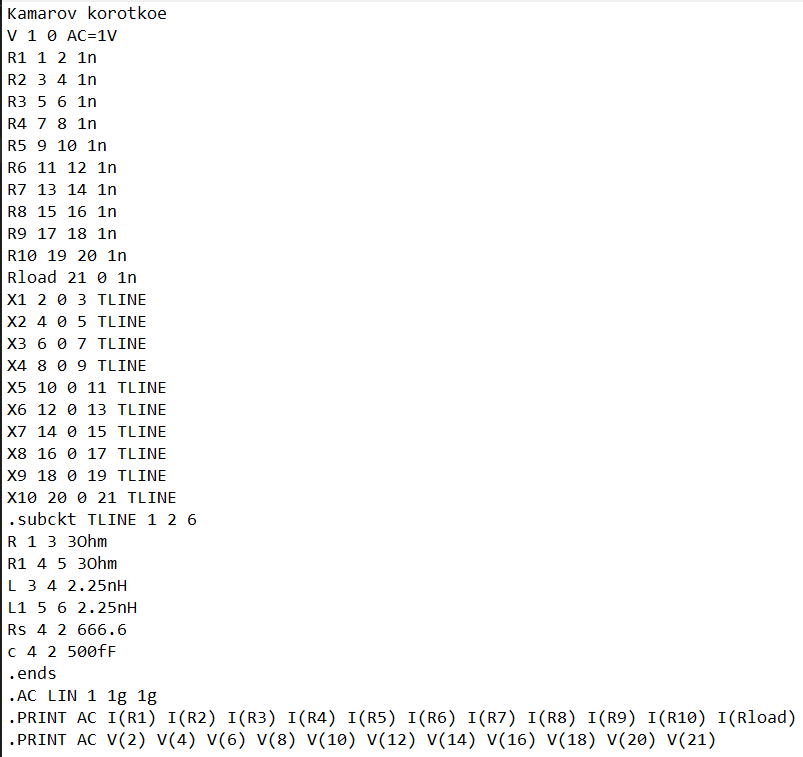 Kamarov korotkoe
V 1 0 AC=1V
R1 1 2 1n
R2 3 4 1n
R3 5 6 1n
R4 7 8 1n
R5 9 10 1n
R6 11 12 1n
R7 13 14 1n
R8 15 16 1n
R9 17 18 1n
R10 19 20 1n
Rload 21 0 1n
X1 2 0 3 TLINE
X2 4 0 5 TLINE
X3 6 0 7 TLINE
X4 8 0 9 TLINE
X5 10 0 11 TLINE
X6 12 0 13 TLINE
X7 14 0 15 TLINE
X8 16 0 17 TLINE
X9 18 0 19 TLINE
X10 20 0 21 TLINE
.subckt TLINE 1 2 6
R 1 3 3Ohm
R1 4 5 3Ohm
L 3 4 2.25nH
L1 5 6 2.25nH
Rs 4 2 666.6
c 4 2 500fF
.ends
.AC LIN 1 1g 1g
.PRINT AC I(R1) I(R2) I(R3) I(R4) I(R5) I(R6) I(R7) I(R8) I(R9) I(R10) I(Rload)
.PRINT AC V(2) V(4) V(6) V(8) V(10) V(12) V(14) V(16) V(18) V(20) V(21)